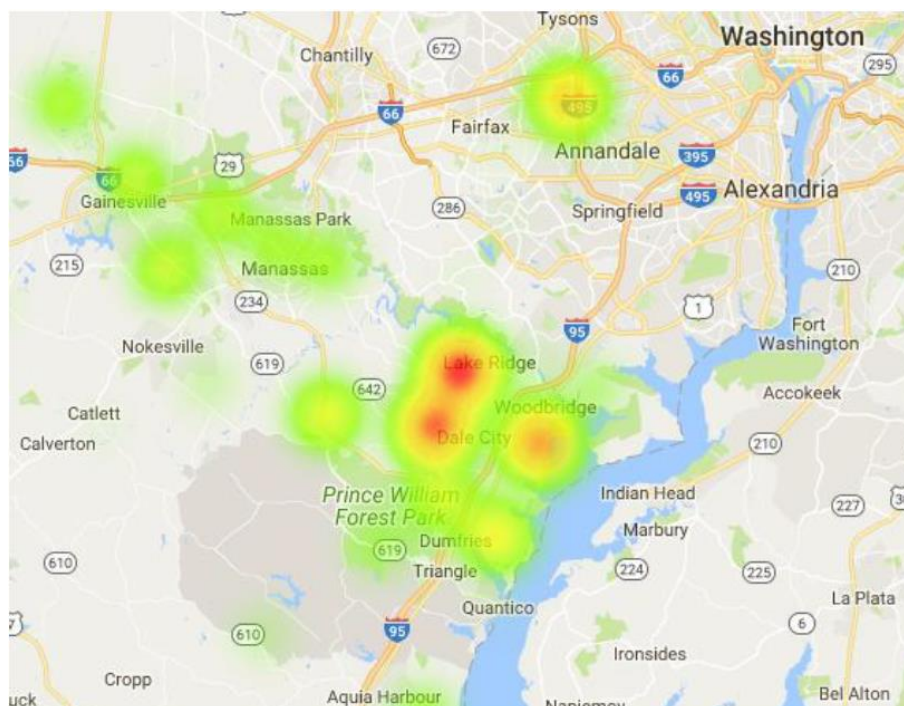 Tysons
Washington
Chantilly
672
66
295
29
495
66
Fairfax
Annandale
395
66
66
Gainesville
Alexandria
495
286
Springfield
Manassas Park
215
Manassas
210
234
1
95
Nokesville
Fort
Washington
619
Lake Ridge
642
Accokeek
Catlett
Woodbridge
Calverton
Dale City
210
Prince William
Forest Park
Indian Head
227
Marbury
Dumfries
619
610
Triangle
224
225
La Plata
Quantico
6
95
610
Ironsides
Cropp
Aquia Harbour
Bel Alton